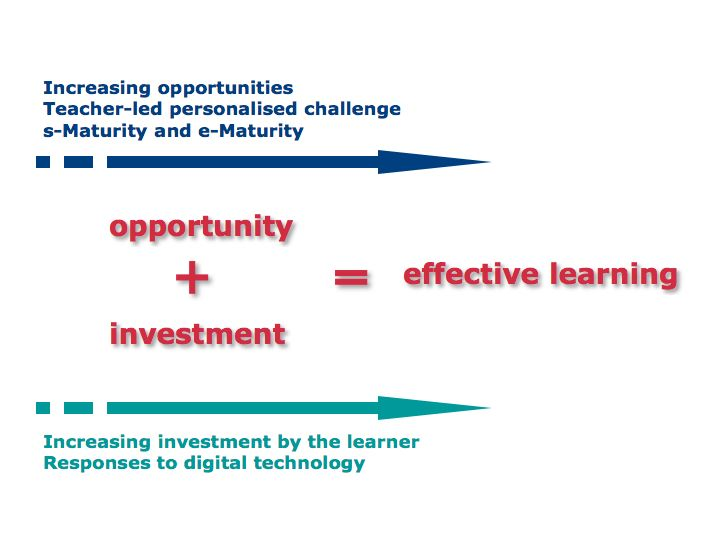 Increasing opportunities
Teacher-led personalised challenge
s-Maturity and e-Maturity
opportunity
+
= effective learning
investment
Increasing investment by the learner
Responses to digital technology